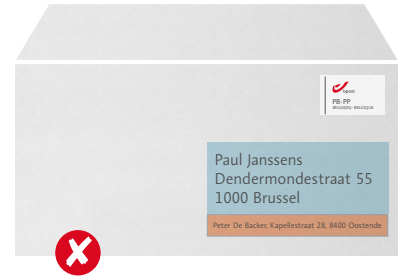 bpost
PB-PP
BELGIE(N)-BELGIQUE
Paul Janssens
Dendermondestraat 55
1000 Brussel
Peter De Backer, Kapellestraat 28, 8400 Oostende